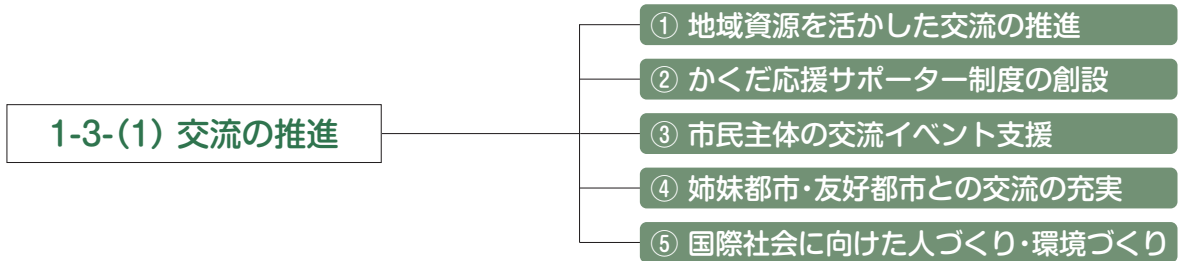 1-3-(1) 交流の推進
① 地域資源を活かした交流の推進
② かくだ応援サポーター制度の創設
③ 市民主体の交流イベント支援
④ 姉妹都市・友好都市との交流の充実
⑤ 国際社会に向けた人づくり・環境づくり